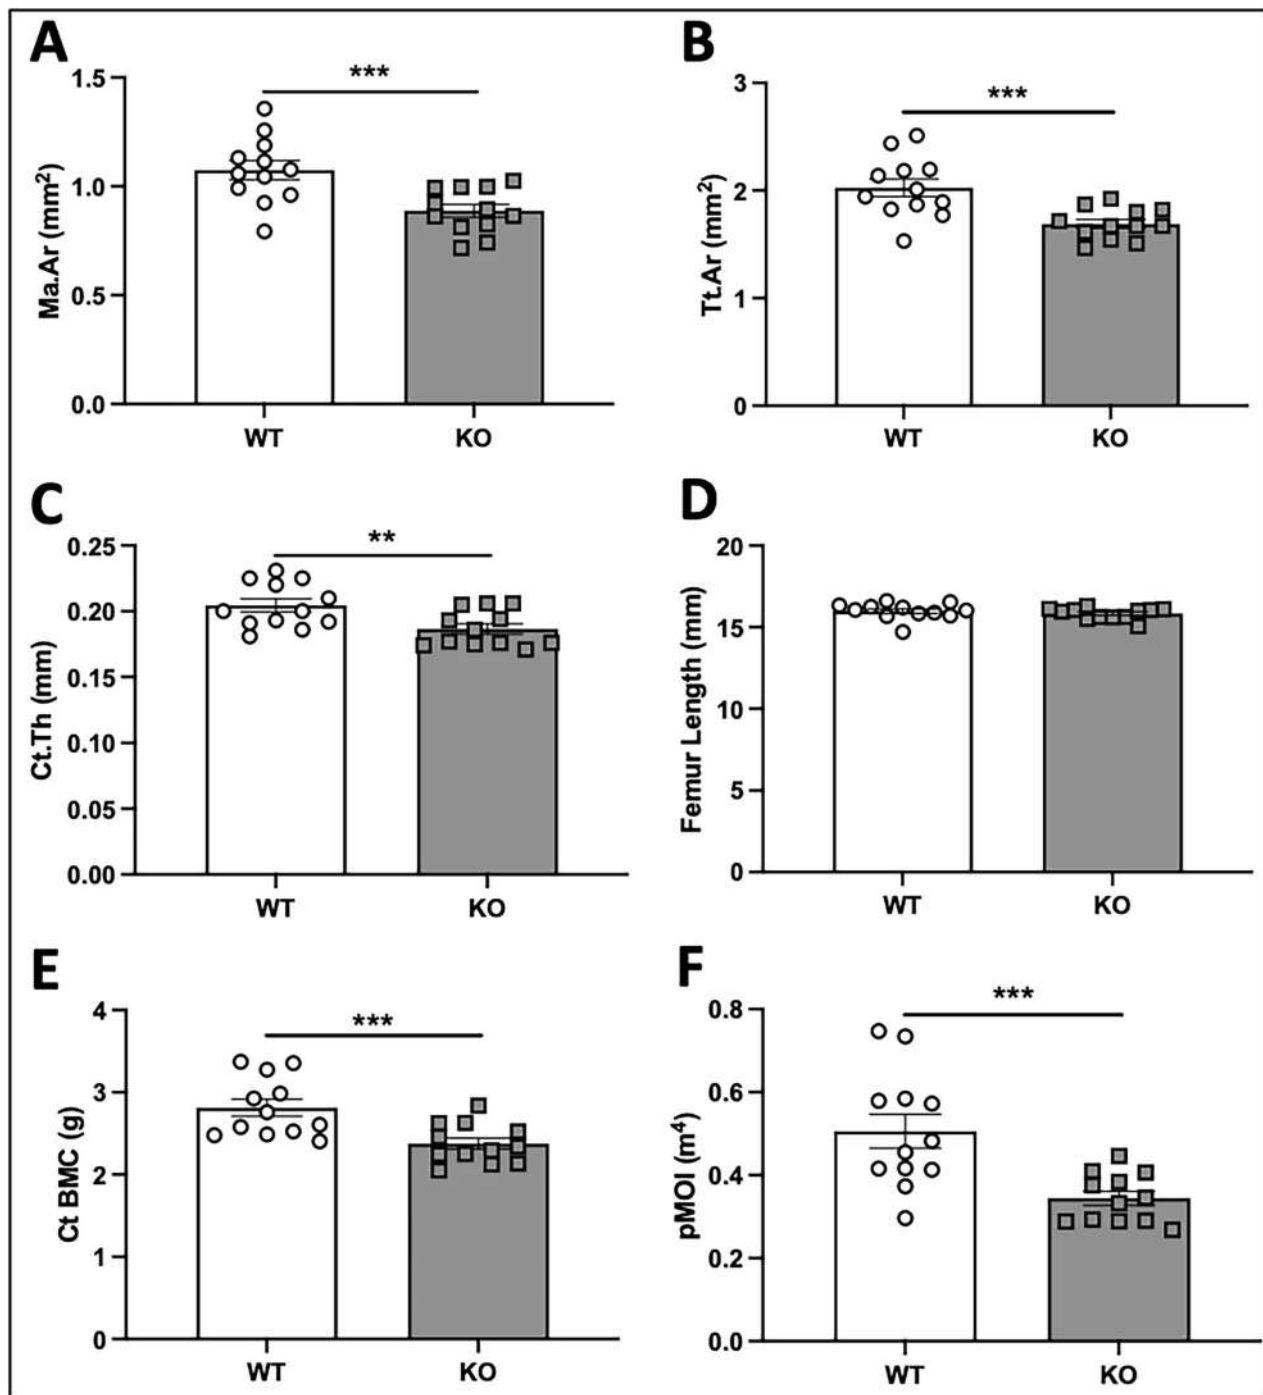 A
B
***
***
1.5
1.0
0.5
0.0
Ma.Ar (mm²)
WT
KO
3
2
1
0
Tt.Ar (mm²)
WT
KO
C
D
**
0.25
0.20
0.15
0.10
0.05
0.00
Ct.Th (mm)
WT
KO
20
15
10
5
0
Femur Length (mm)
WT
KO
E
F
***
***
4
3
2
1
0
Ct BMC (g)
WT
KO
0.8
0.6
0.4
0.2
0.0
pMOI (m⁴)
WT
KO